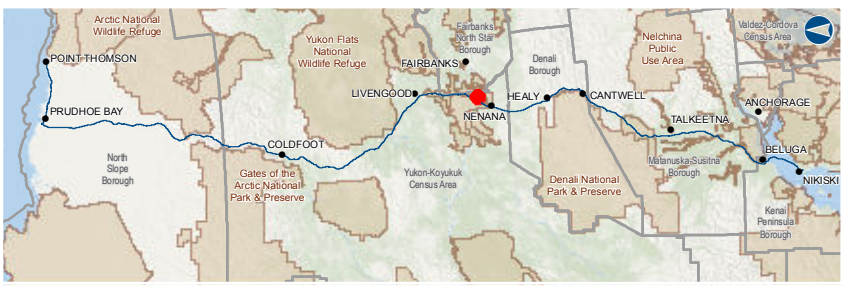 Arctic National
Wildlife Refuge
POINT THOMSON
PRUDHOE BAY
North
Slope
Borough
COLDFOOT
Gates of the
Arctic National
Park & Preserve
Yukon Flats
National
Wildlife Refuge
LIVENGOOD
FAIRBANKS
Fairbanks
North Star
Borough
NENANA
Yukon-Koyukuk
Census Area
Denali
Borough
HEALY
CANTWELL
Denali National
Park & Preserve
Nelchina
Public
Use Area
TALKEETNA
Matanuska-Susitna
Borough
Valdez-Cordova
Census Area
ANCHORAGE
BELUGA
NIKISKI
Kenai
Peninsula
Borough